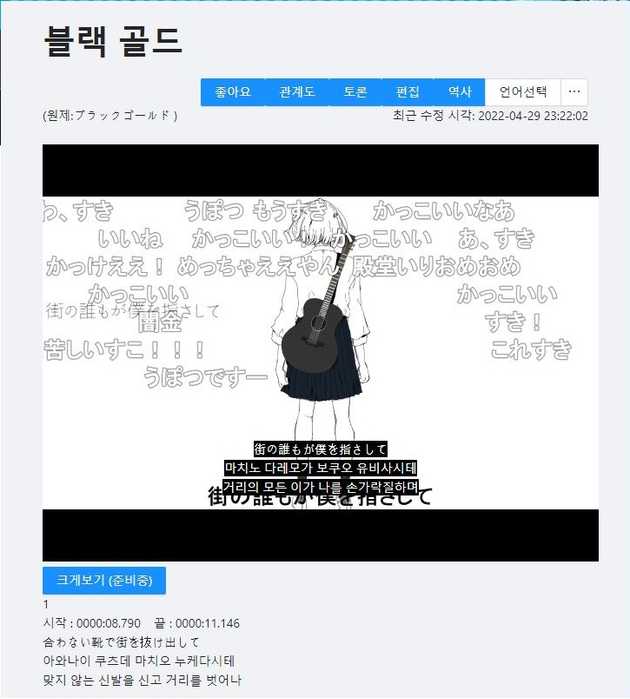 블랙 골드
좋아요 관계도 토론 편집 역사 언어선택 ···
(원제:ブラックゴールド ) 최근 수정 시각: 2022-04-29 23:22:02
わ、すき うぽつ もうすき かっこいいなあ
いいね かっこいい かっこいい あ、すき
かっけええ！ めっちゃええやん 殿堂いりおめおめ
かっこいい かっこいい
街の誰もが僕を指さして
闇金 すき！
苦しいすこ！！！ これすき
うぽつですー
街の誰もが僕を指さして
마치노 다레모가 보쿠오 유비사시테
거리의 모든 이가 나를 손가락질하며
街の誰もが僕を指さして
크게보기 (준비중)
1
시작 : 0000:08.790 끝 : 0000:11.146
合わない靴で街を抜け出して
아와나이 쿠츠데 마치오 누케다시테
맞지 않는 신발을 신고 거리를 벗어나